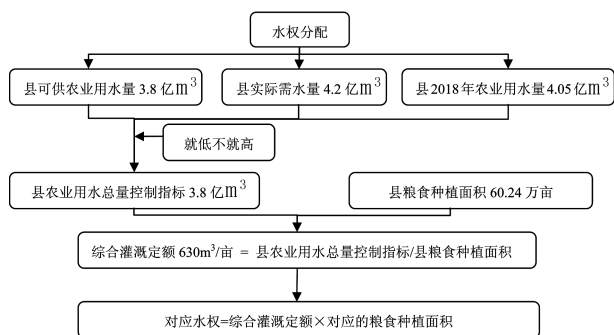 水权分配
县可供农业用水量 3.8 亿m³
县实际需水量 4.2 亿m³
县2018年农业用水量 4.05 亿m³
就低不就高
县农业用水总量控制指标 3.8 亿m³
县粮食种植面积 60.24 万亩
综合灌溉定额 630m³/亩 = 县农业用水总量控制指标/县粮食种植面积
对应水权=综合灌溉定额×对应的粮食种植面积